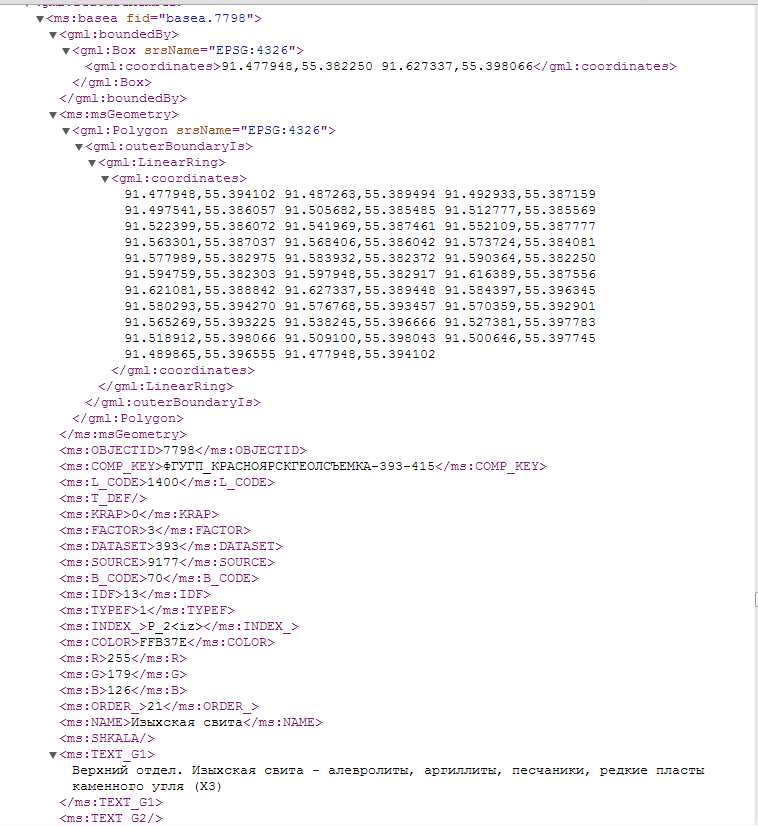 ▼<ms:basea fid="basea.7798">
▼<gml:boundedBy>
▼<gml:Box srsName="EPSG:4326">
<gml:coordinates>91.477948,55.382250 91.627337,55.398066</gml:coordinates>
</gml:Box>
</gml:boundedBy>
▼<ms:msGeometry>
▼<gml:Polygon srsName="EPSG:4326">
▼<gml:outerBoundaryIs>
▼<gml:LinearRing>
▼<gml:coordinates>
91.477948,55.394102 91.487263,55.389494 91.492933,55.387159
91.497541,55.386057 91.505682,55.385485 91.512777,55.385569
91.522399,55.386072 91.541969,55.387461 91.552109,55.387777
91.563301,55.387037 91.568406,55.386042 91.573724,55.384081
91.577989,55.382975 91.583932,55.382372 91.590364,55.382250
91.594759,55.382303 91.597948,55.382917 91.616389,55.387556
91.621081,55.388842 91.627337,55.389448 91.584397,55.396345
91.580293,55.394270 91.576768,55.393457 91.570359,55.392901
91.565269,55.393225 91.538245,55.396666 91.527381,55.397783
91.518912,55.398066 91.509100,55.398043 91.500646,55.397745
91.489865,55.396555 91.477948,55.394102
</gml:coordinates>
</gml:LinearRing>
</gml:outerBoundaryIs>
</gml:Polygon>
</ms:msGeometry>
<ms:OBJECTID>7798</ms:OBJECTID>
<ms:COMP_KEY>ФГУГП_КРАСНОЯРСКГЕОЛСЪЕМКА-393-415</ms:COMP_KEY>
<ms:L_CODE>1400</ms:L_CODE>
<ms:T_DEF/>
<ms:KRAP>0</ms:KRAP>
<ms:FACTOR>3</ms:FACTOR>
<ms:DATASET>393</ms:DATASET>
<ms:SOURCE>9177</ms:SOURCE>
<ms:B_CODE>70</ms:B_CODE>
<ms:IDF>13</ms:IDF>
<ms:TYPEF>1</ms:TYPEF>
<ms:INDEX_>P_2<iz></ms:INDEX_>
<ms:COLOR>FFB37E</ms:COLOR>
<ms:R>255</ms:R>
<ms:G>179</ms:G>
<ms:B>126</ms:B>
<ms:ORDER_>21</ms:ORDER_>
<ms:NAME>Изыхская свита</ms:NAME>
<ms:SHKALA/>
▼<ms:TEXT_G1>
Верхний отдел. Изыхская свита - алевролиты, аргиллиты, песчаники, редкие пласты
каменного угля (X3)
</ms:TEXT_G1>
<ms:TEXT_G2/>